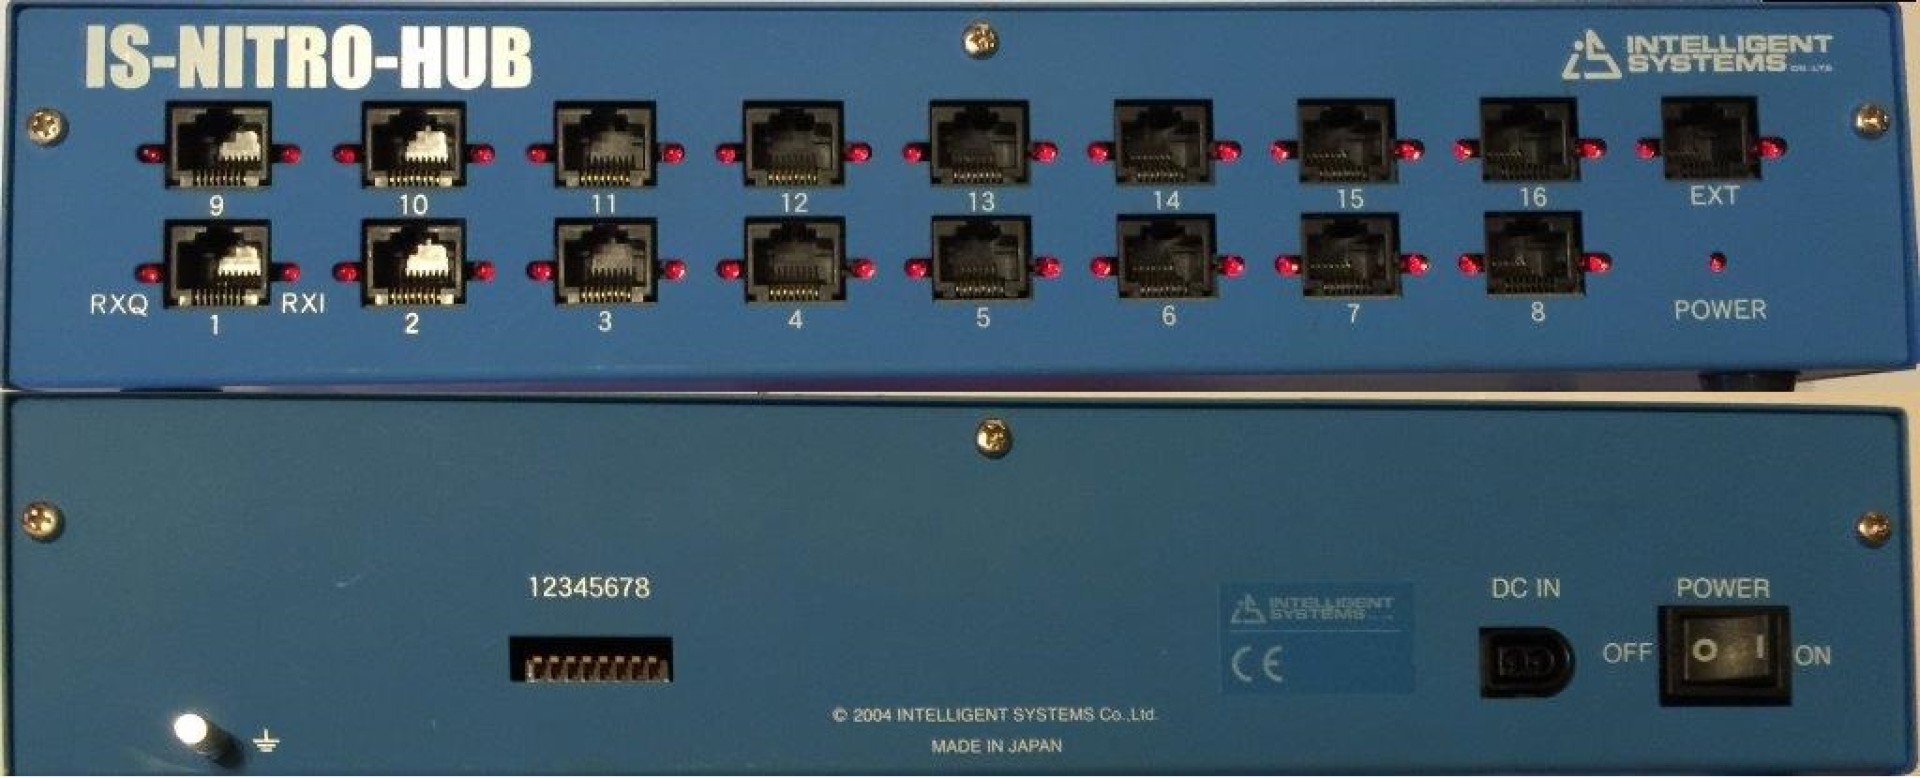 IS-NITRO-HUB
INTELLIGENT
SYSTEMS CO.,LTD.
9 10 11 12 13 14 15 16 EXT
RXQ 1 RXI 2 3 4 5 6 7 8 POWER
12345678
INTELLIGENT
SYSTEMS
CE
DC IN
POWER
OFF O I ON
© 2004 INTELLIGENT SYSTEMS Co.,Ltd.
MADE IN JAPAN